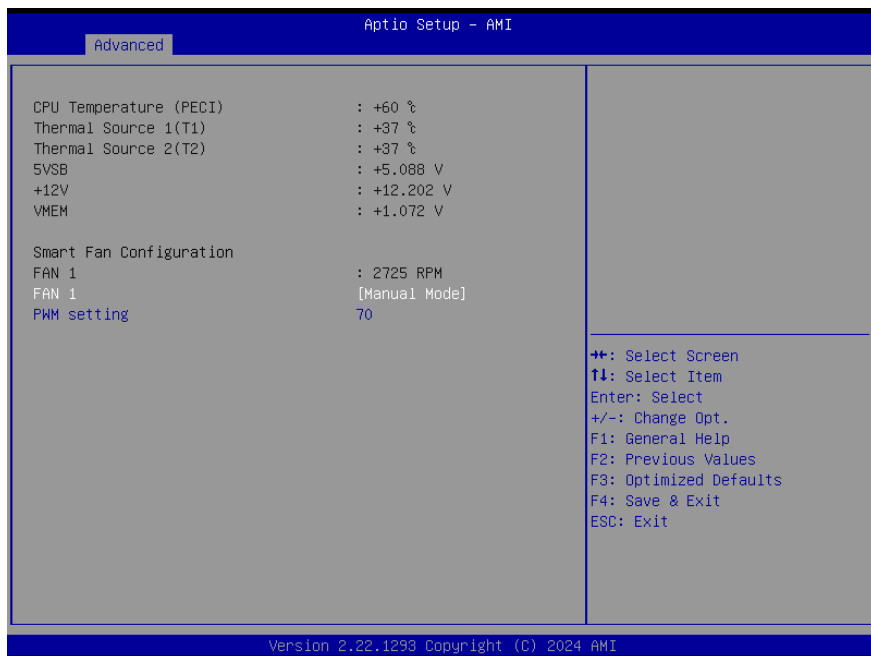 Aptio Setup – AMI
Advanced
CPU Temperature (PECI) : +60 ℃
Thermal Source 1(T1) : +37 ℃
Thermal Source 2(T2) : +37 ℃
5VSB : +5.088 V
+12V : +12.202 V
VMEM : +1.072 V
Smart Fan Configuration
FAN 1 : 2725 RPM
FAN 1 [Manual Mode]
PWM setting 70
→←: Select Screen
↑↓: Select Item
Enter: Select
+/-: Change Opt.
F1: General Help
F2: Previous Values
F3: Optimized Defaults
F4: Save & Exit
ESC: Exit
Version 2.22.1293 Copyright (C) 2024 AMI